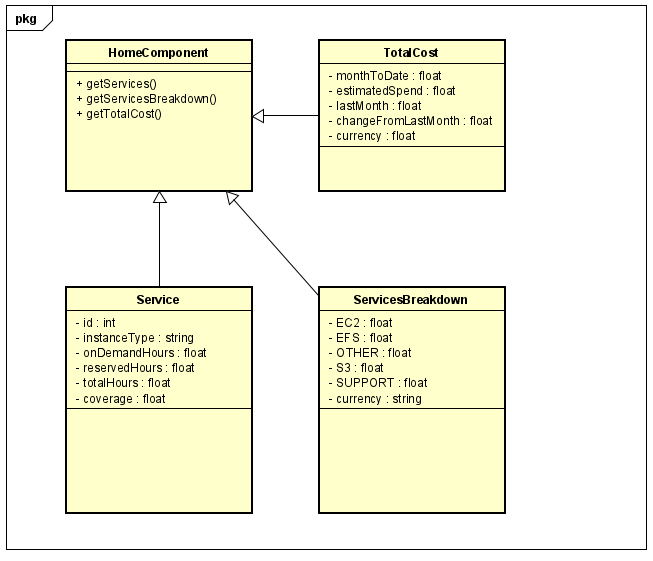 pkg
HomeComponent
+ getServices()
+ getServicesBreakdown()
+ getTotalCost()
TotalCost
- monthToDate : float
- estimatedSpend : float
- lastMonth : float
- changeFromLastMonth : float
- currency : float
Service
- id : int
- instanceType : string
- onDemandHours : float
- reservedHours : float
- totalHours : float
- coverage : float
ServicesBreakdown
- EC2 : float
- EFS : float
- OTHER : float
- S3 : float
- SUPPORT : float
- currency : string